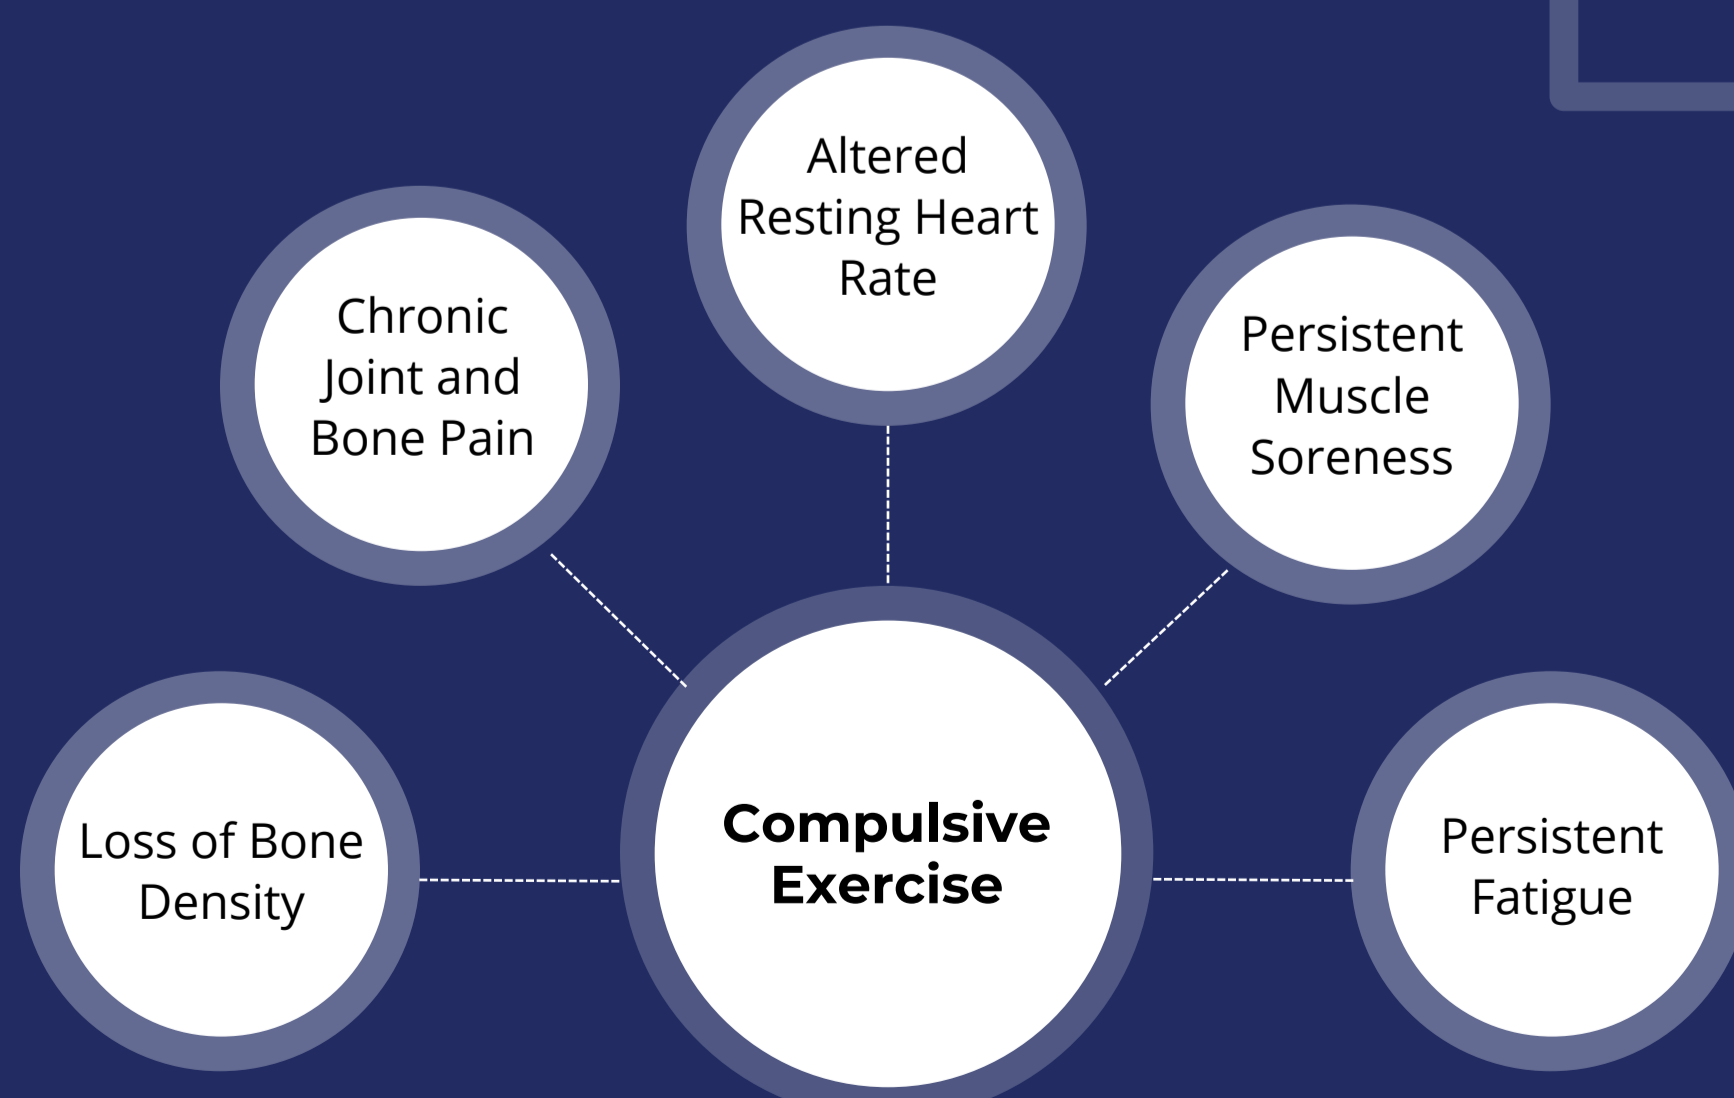 Altered
Resting Heart
Rate
Chronic
Joint and
Bone Pain
Persistent
Muscle
Soreness
Loss of Bone
Density
Compulsive
Exercise
Persistent
Fatigue